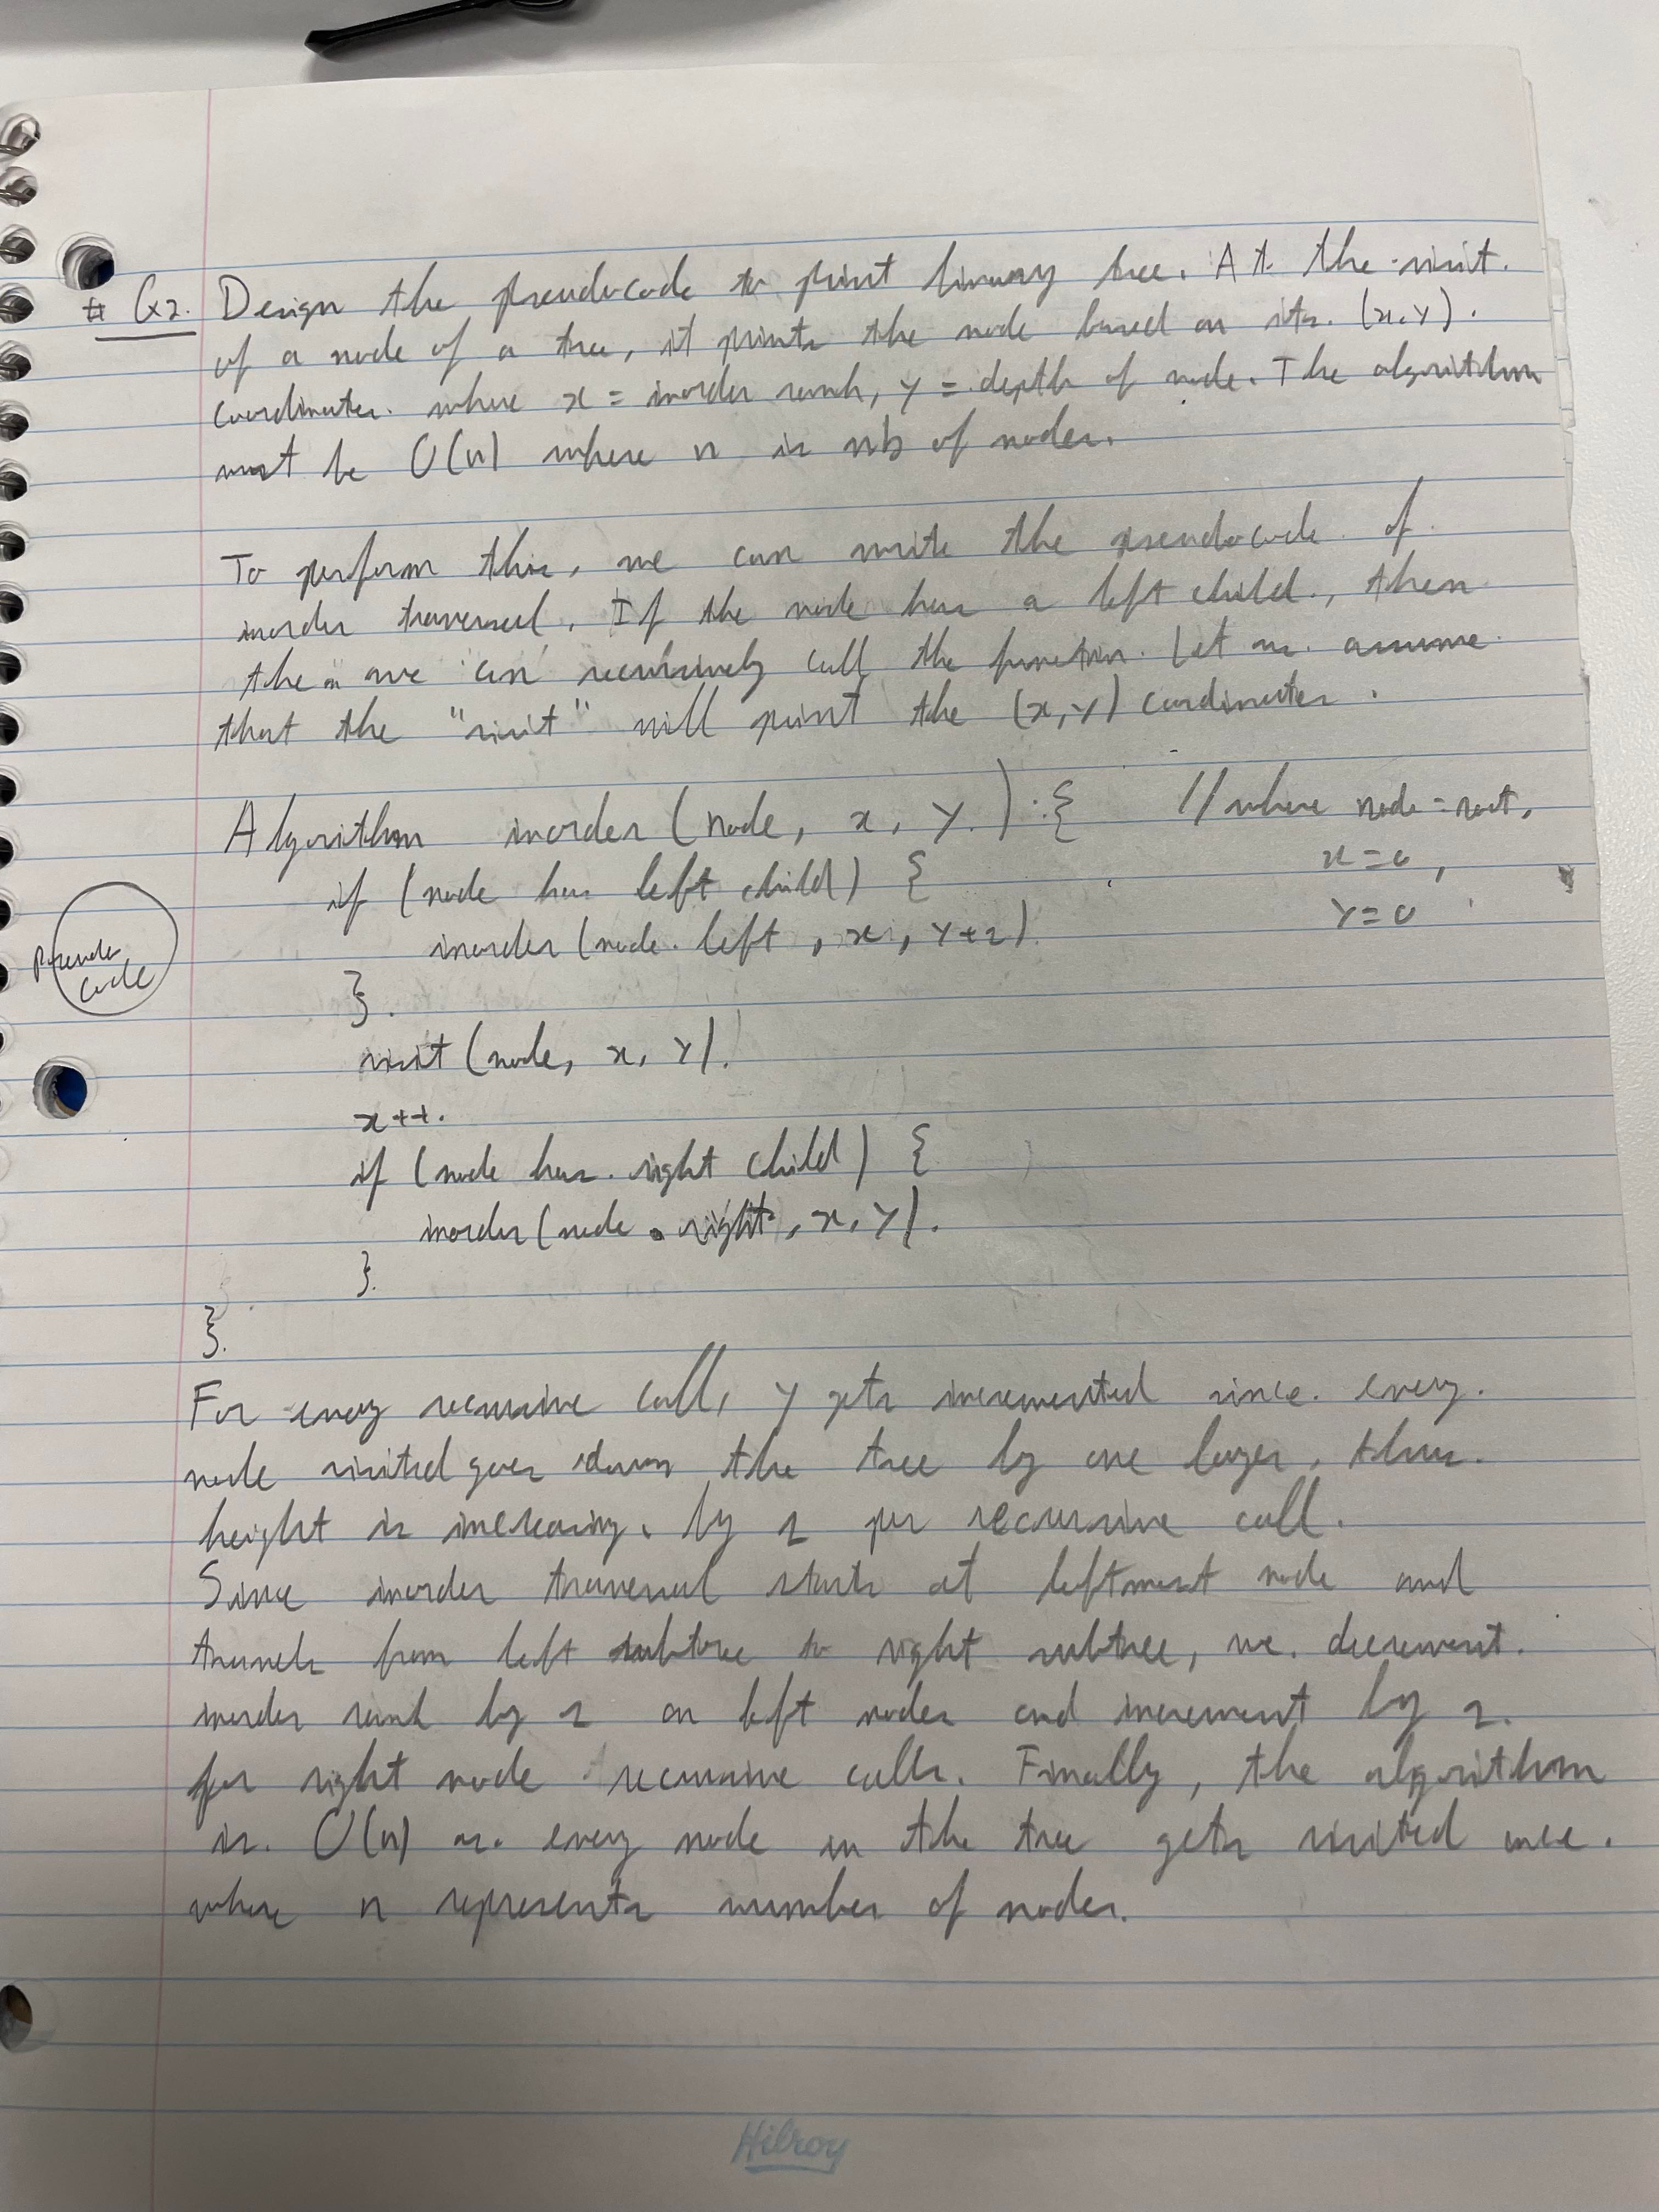 # Q2. Design the pseudocode to print binary tree. At the visit.
of a node of a tree, it prints the node based on its (x,y).
coordinates. where x = inorder rank, y = depth of node. The algorithm
must be O(n) where n is nb of nodes.
To perform this, we can write the pseudocode of
inorder traversal. If the node has a left child, then
then we can recursively call the function. Let us assume
that the "visit" will print the (x,y) coordinates.
Algorithm inorder (node, x, y) { //where node = root,
x=0,
if (node has left child) {
y=0
inorder (node.left, x, y+1)
Pseudo
code
}
visit (node, x, y).
x++.
if (node has right child) {
inorder (node.right, x, y).
}
}
For every recursive call, y gets incremented since every
node visited goes down the tree by one layer, thus
height is increasing by 1 per recursive call.
Since inorder traversal starts at leftmost node and
travels from left subtree to right subtree, we decrement
inorder rank by 1 on left nodes and increment by 1
for right node recursive calls. Finally, the algorithm
is O(n) as every node in the tree gets visited once.
where n represents number of nodes.
Hilroy